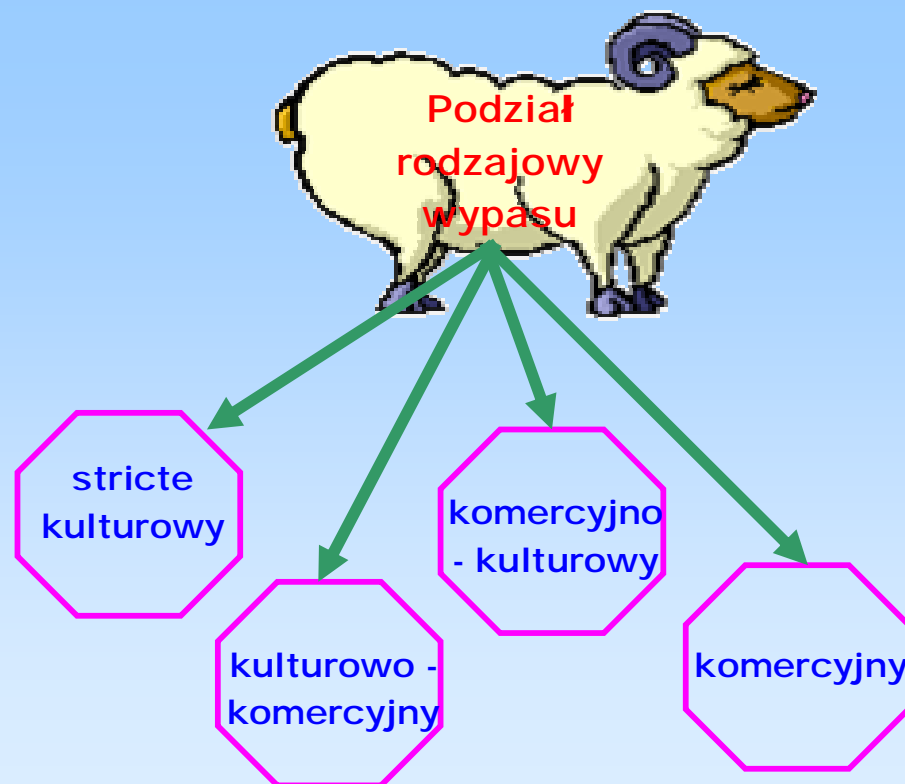 Podział
rodzajowy
wypasu
stricte
kulturowy
komercyjno
- kulturowy
kulturowo -
komercyjny
komercyjny